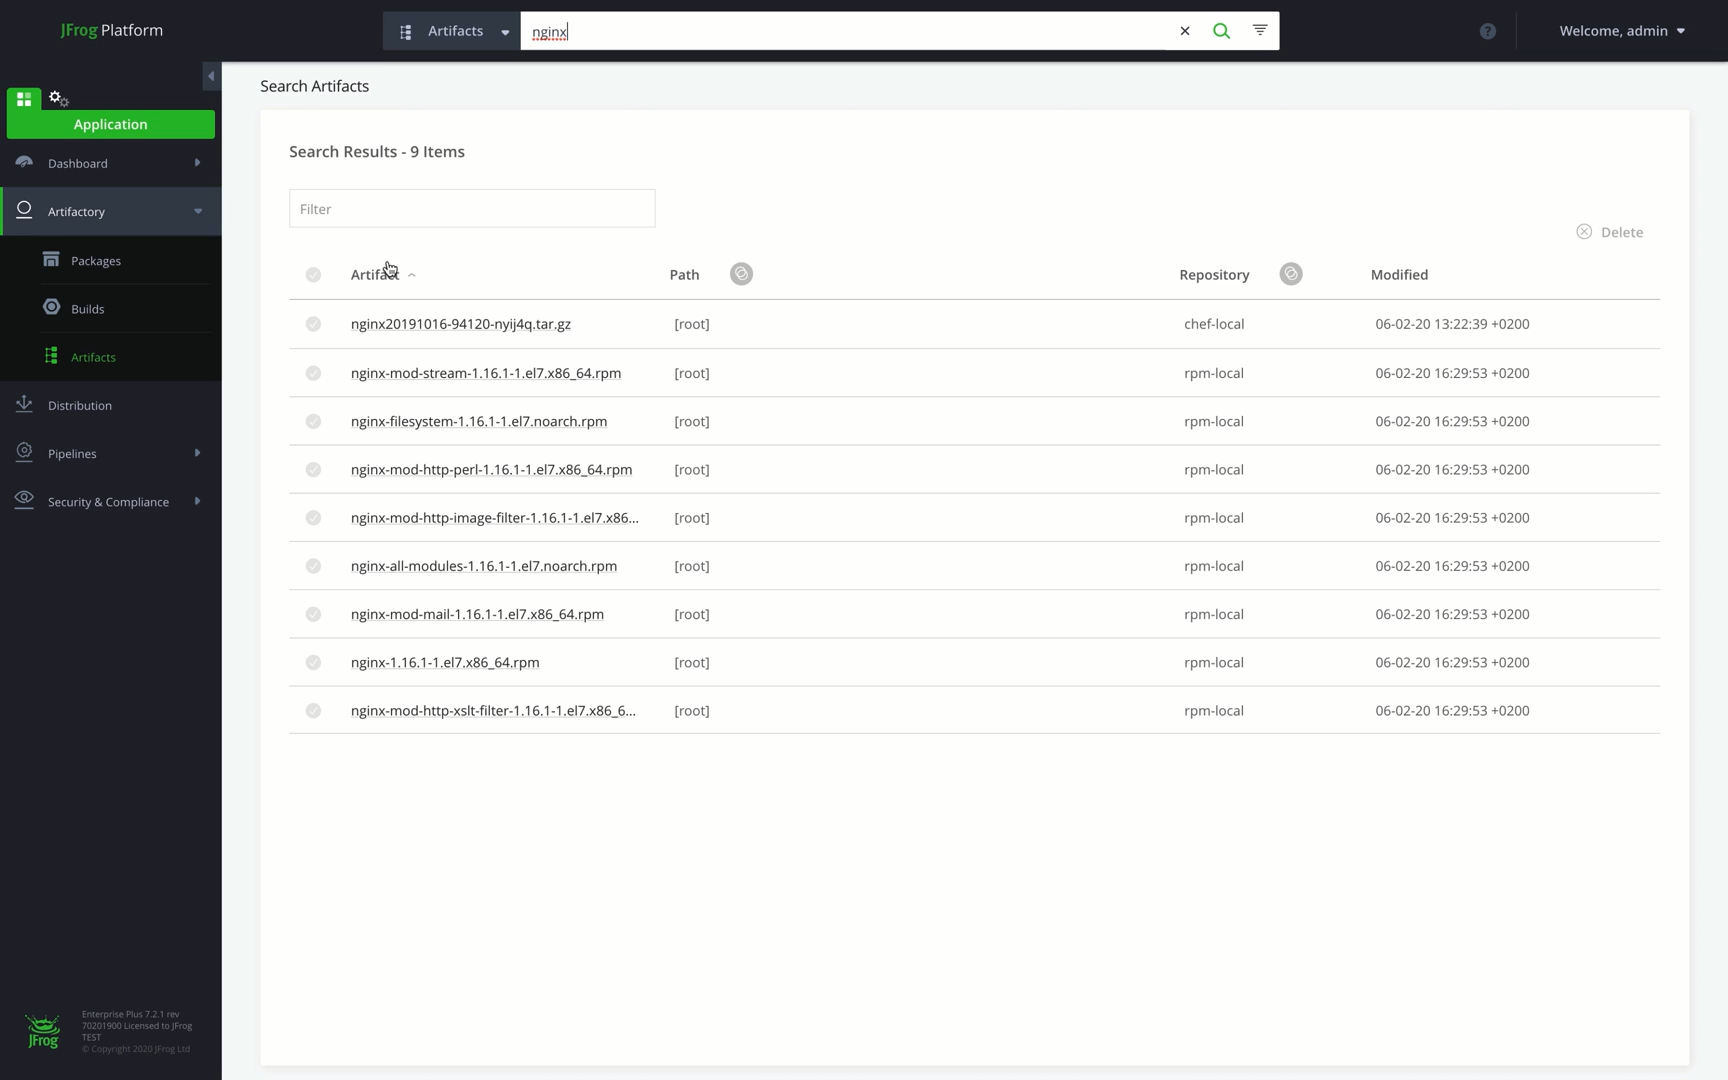 JFrog Platform
Artifacts
nginx
Welcome, admin
Application
Dashboard
Artifactory
Packages
Builds
Artifacts
Distribution
Pipelines
Security & Compliance
Search Artifacts
Search Results - 9 Items
Filter
Delete
Artifact Path Repository Modified
nginx20191016-94120-nyij4q.tar.gz [root] chef-local 06-02-20 13:22:39 +0200
nginx-mod-stream-1.16.1-1.el7.x86_64.rpm [root] rpm-local 06-02-20 16:29:53 +0200
nginx-filesystem-1.16.1-1.el7.noarch.rpm [root] rpm-local 06-02-20 16:29:53 +0200
nginx-mod-http-perl-1.16.1-1.el7.x86_64.rpm [root] rpm-local 06-02-20 16:29:53 +0200
nginx-mod-http-image-filter-1.16.1-1.el7.x86... [root] rpm-local 06-02-20 16:29:53 +0200
nginx-all-modules-1.16.1-1.el7.noarch.rpm [root] rpm-local 06-02-20 16:29:53 +0200
nginx-mod-mail-1.16.1-1.el7.x86_64.rpm [root] rpm-local 06-02-20 16:29:53 +0200
nginx-1.16.1-1.el7.x86_64.rpm [root] rpm-local 06-02-20 16:29:53 +0200
nginx-mod-http-xslt-filter-1.16.1-1.el7.x86_6... [root] rpm-local 06-02-20 16:29:53 +0200
JFrog
Enterprise Plus 7.2.1 rev
70201900 Licensed to JFrog
TEST
© Copyright 2020 JFrog Ltd